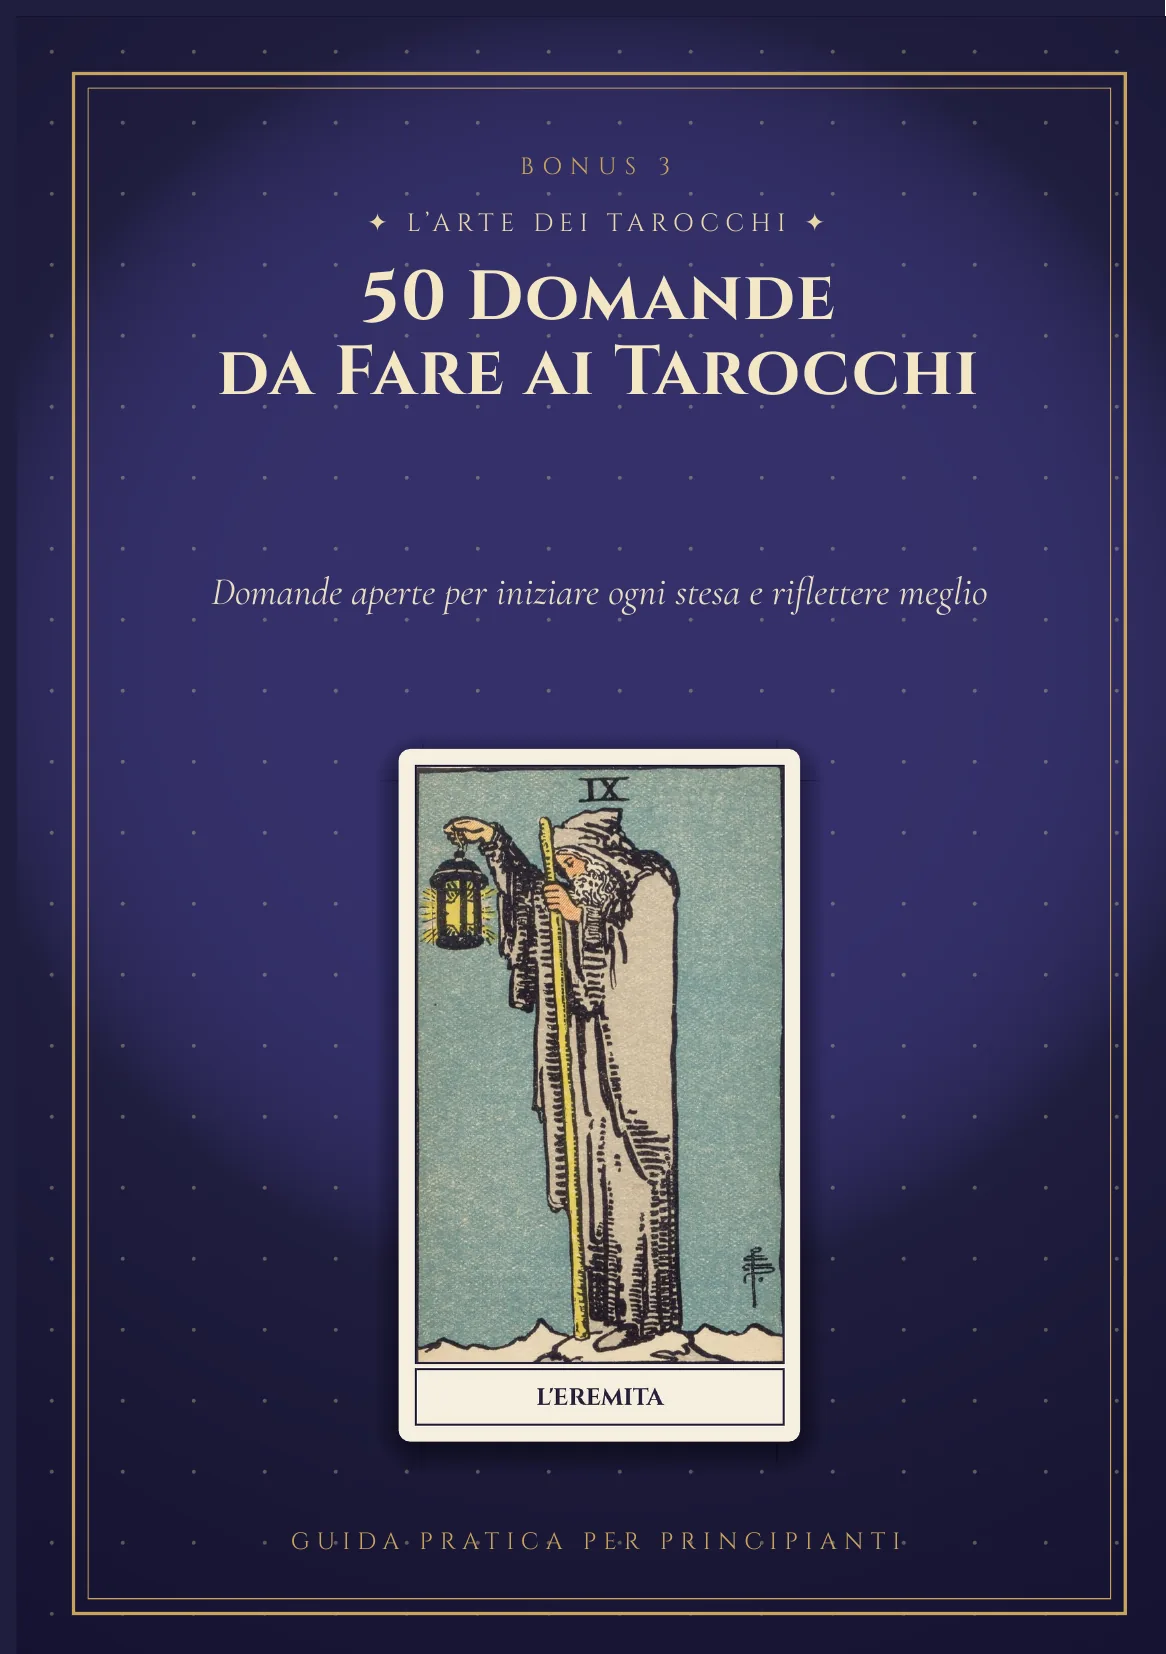 BONUS 3
✦ L’ARTE DEI TAROCCHI ✦
50 Domande
da Fare ai Tarocchi
Domande aperte per iniziare ogni stesa e riflettere meglio
IX
L'EREMITA
GUIDA PRATICA PER PRINCIPIANTI